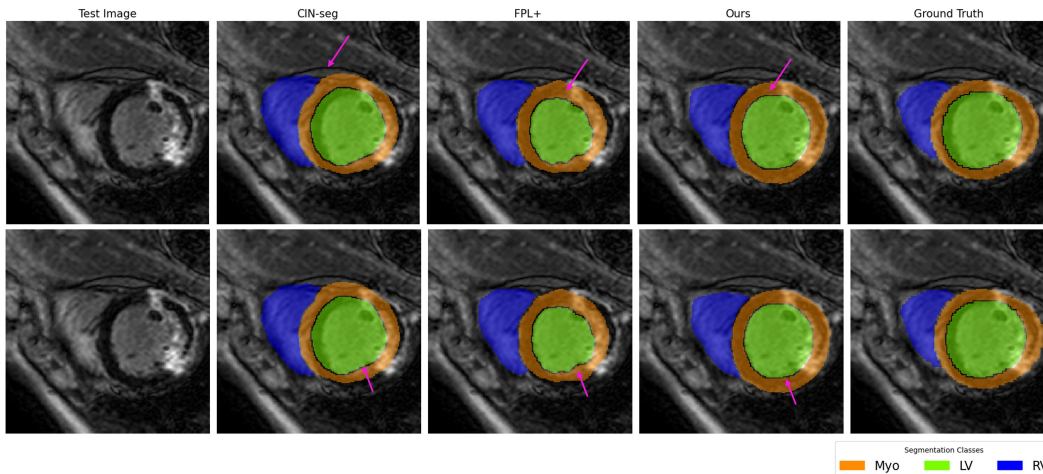 Test Image
CIN-seg
FPL+
Ours
Ground Truth
Segmentation Classes
Myo
LV
RV